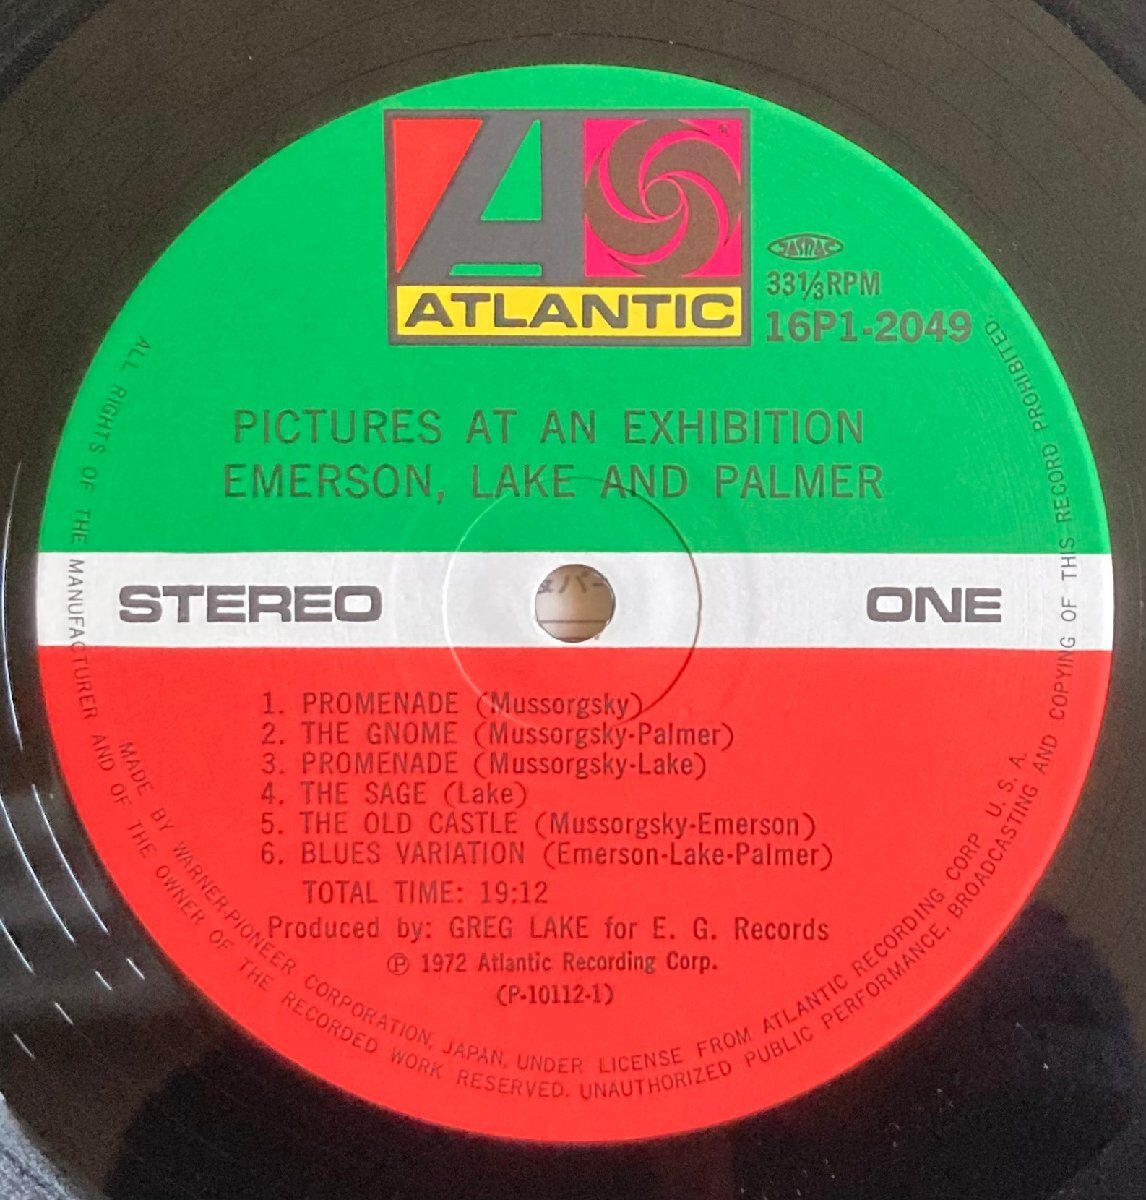 A
ATLANTIC
JASRAC
33⅓RPM
16P1-2049
PICTURES AT AN EXHIBITION
EMERSON, LAKE AND PALMER
STEREO
ONE
1. PROMENADE (Mussorgsky)
2. THE GNOME (Mussorgsky-Palmer)
3. PROMENADE (Mussorgsky-Lake)
4. THE SAGE (Lake)
5. THE OLD CASTLE (Mussorgsky-Emerson)
6. BLUES VARIATION (Emerson-Lake-Palmer)
TOTAL TIME: 19:12
Produced by: GREG LAKE for E. G. Records
Ⓟ 1972 Atlantic Recording Corp.
(P-10112-1)
MADE BY WARNER-PIONEER CORPORATION, JAPAN, UNDER LICENSE FROM ATLANTIC RECORDING CORP U. S. A.
ALL RIGHTS OF THE MANUFACTURER AND OF THE OWNER OF THE RECORDED WORK RESERVED. UNAUTHORIZED PUBLIC PERFORMANCE, BROADCASTING AND COPYING OF THIS RECORD PROHIBITED.